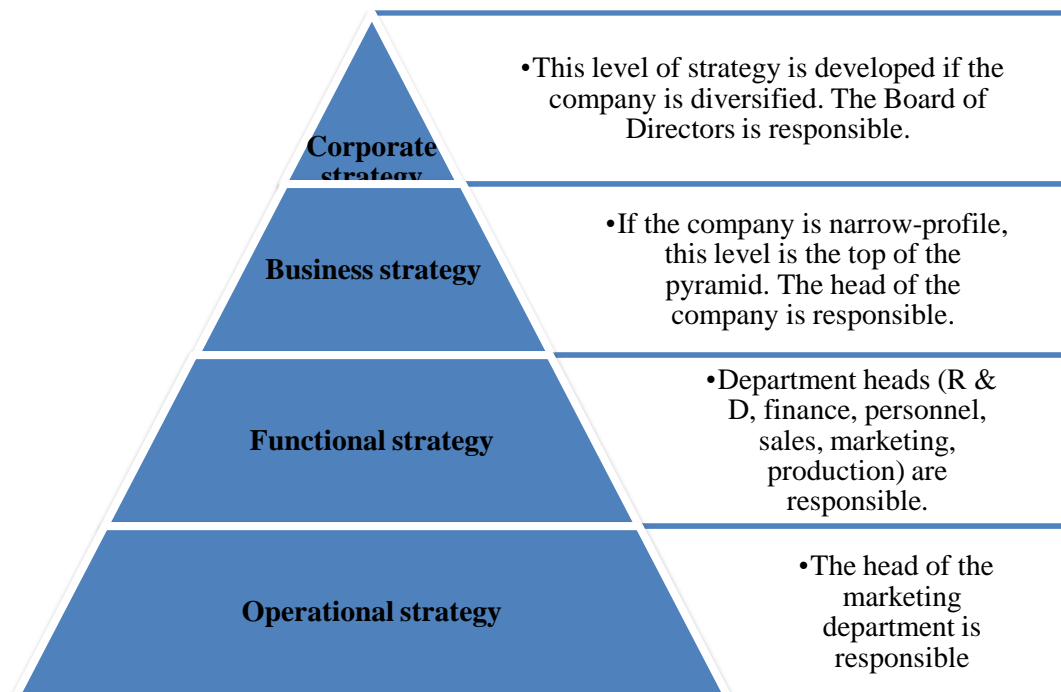 Corporate
strategy
•This level of strategy is developed if the
company is diversified. The Board of
Directors is responsible.
Business strategy
•If the company is narrow-profile,
this level is the top of the
pyramid. The head of the
company is responsible.
Functional strategy
•Department heads (R &
D, finance, personnel,
sales, marketing,
production) are
responsible.
Operational strategy
•The head of the
marketing
department is
responsible